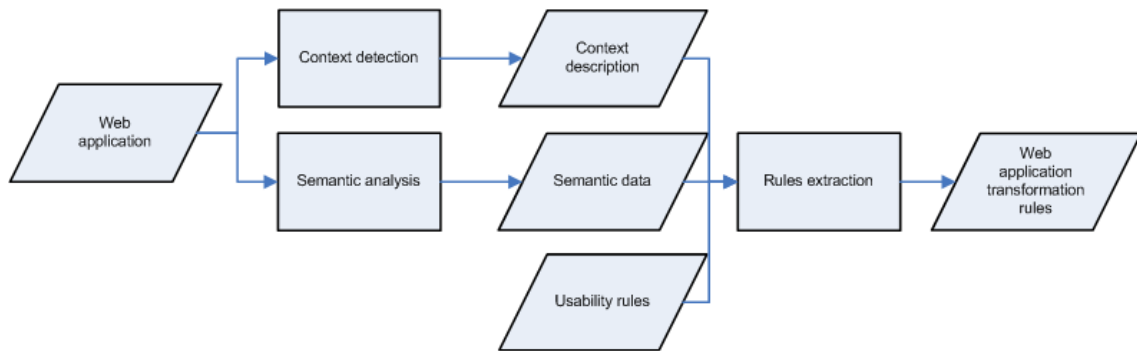 Web
application
Context detection
Context
description
Semantic analysis
Semantic data
Usability rules
Rules extraction
Web
application
transformation
rules